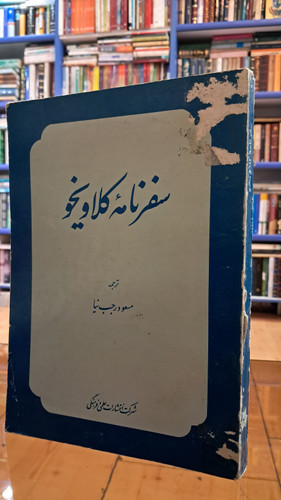 سفرنامهٔ کلاویخو
ترجمه
مسعود رجب نیا
شرکت انتشارات علمی و فرهنگی